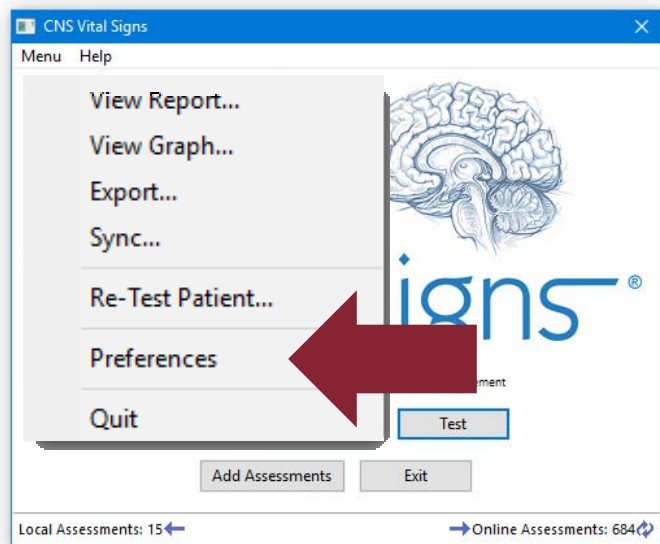 CNS Vital Signs
Menu Help
View Report...
View Graph...
Export...
Sync...
Re-Test Patient...
Preferences
Quit
igns®
ement
Test
Add Assessments Exit
Local Assessments: 15 Online Assessments: 684